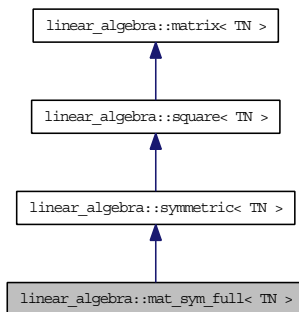 linear_algebra::matrix< TN >
linear_algebra::square< TN >
linear_algebra::symmetric< TN >
linear_algebra::mat_sym_full< TN >